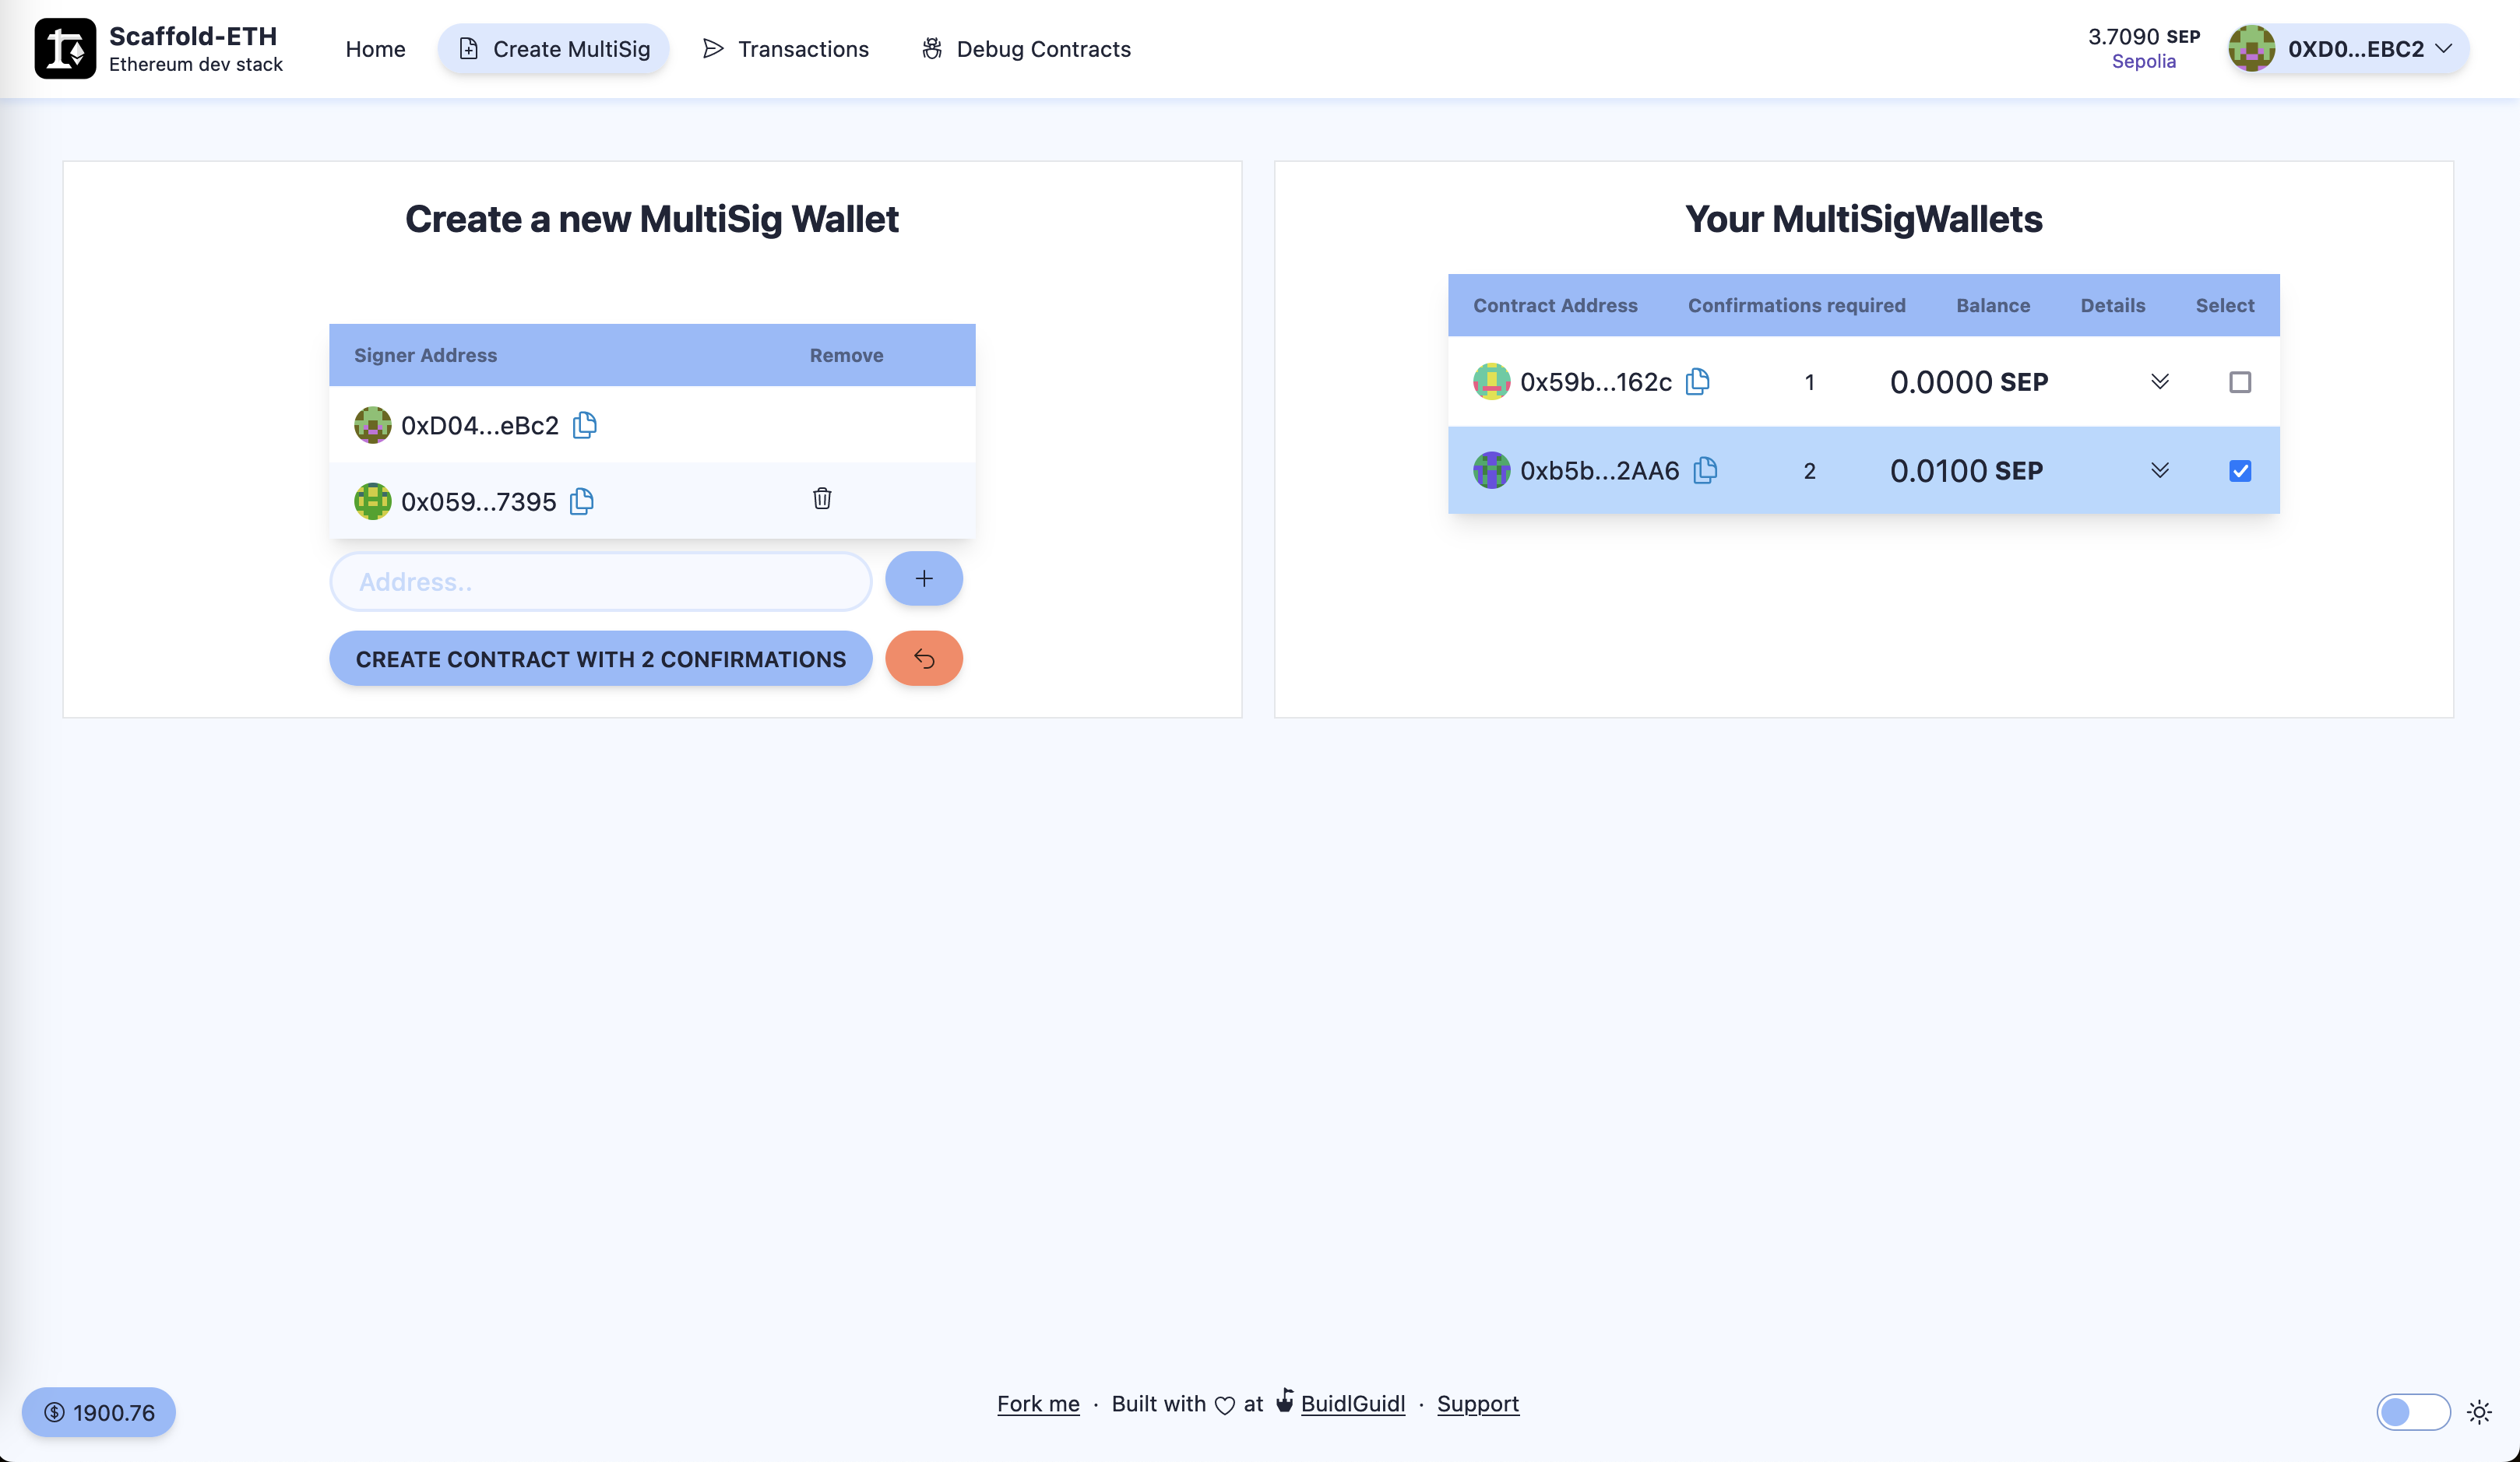 Scaffold-ETH
Ethereum dev stack
Home
Create MultiSig
Transactions
Debug Contracts
3.7090 SEP
Sepolia
0XD0...EBC2
Create a new MultiSig Wallet
Signer Address Remove
0xD04...eBc2
0x059...7395
Address..
+
CREATE CONTRACT WITH 2 CONFIRMATIONS
Your MultiSigWallets
Contract Address Confirmations required Balance Details Select
0x59b...162c 1 0.0000 SEP
0xb5b...2AA6 2 0.0100 SEP
$ 1900.76
Fork me · Built with ♡ at BuidlGuidl · Support